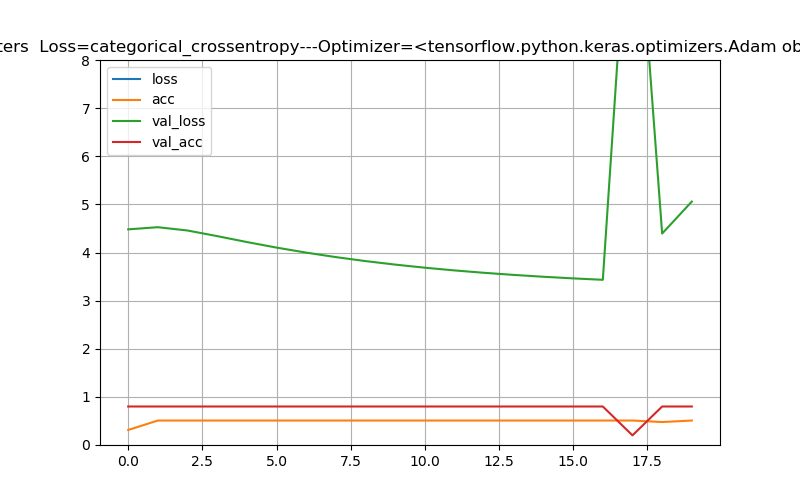 ters  Loss=categorical_crossentropy---Optimizer=<tensorflow.python.keras.optimizers.Adam ob
loss
acc
val_loss
val_acc
8
7
6
5
4
3
2
1
0
0.0 2.5 5.0 7.5 10.0 12.5 15.0 17.5